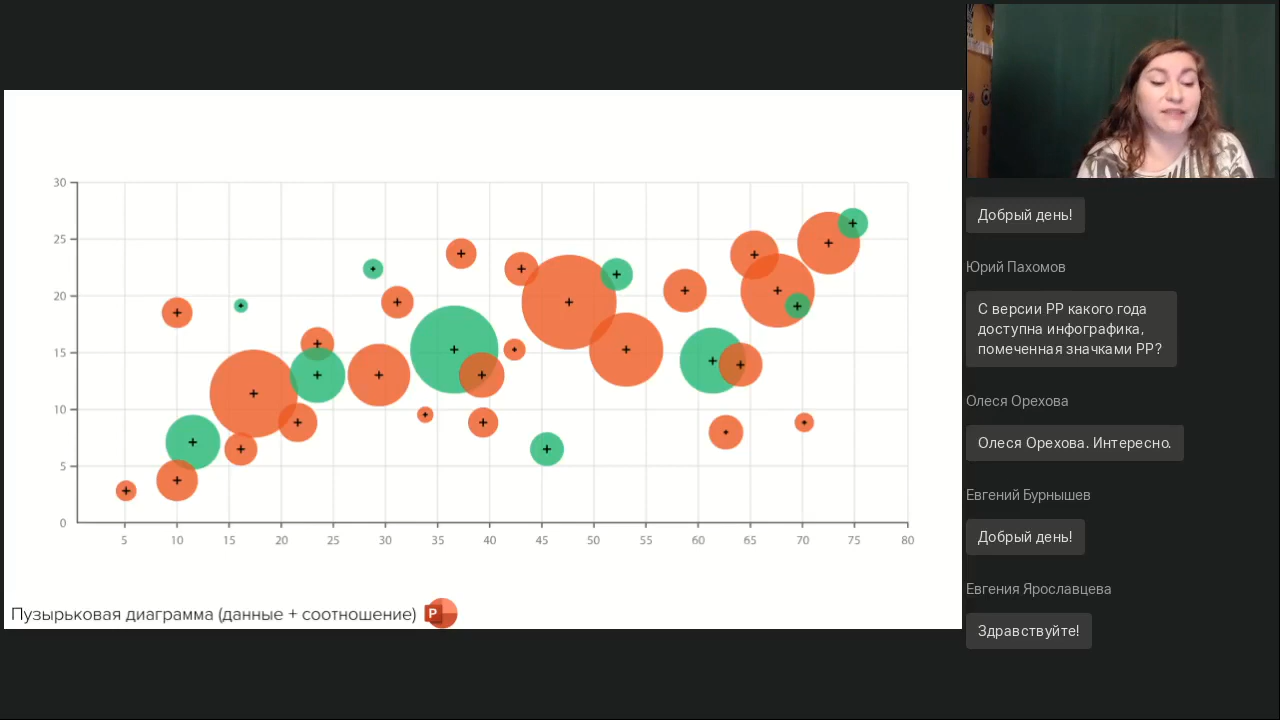 30
25
20
15
10
5
0
5 10 15 20 25 30 35 40 45 50 55 60 65 70 75 80
Пузырьковая диаграмма (данные + соотношение) P
Добрый день!
Юрий Пахомов
С версии PP какого года
доступна инфографика,
помеченная значками PP?
Олеся Орехова
Олеся Орехова. Интересно.
Евгений Бурнышев
Добрый день!
Евгения Ярославцева
Здравствуйте!